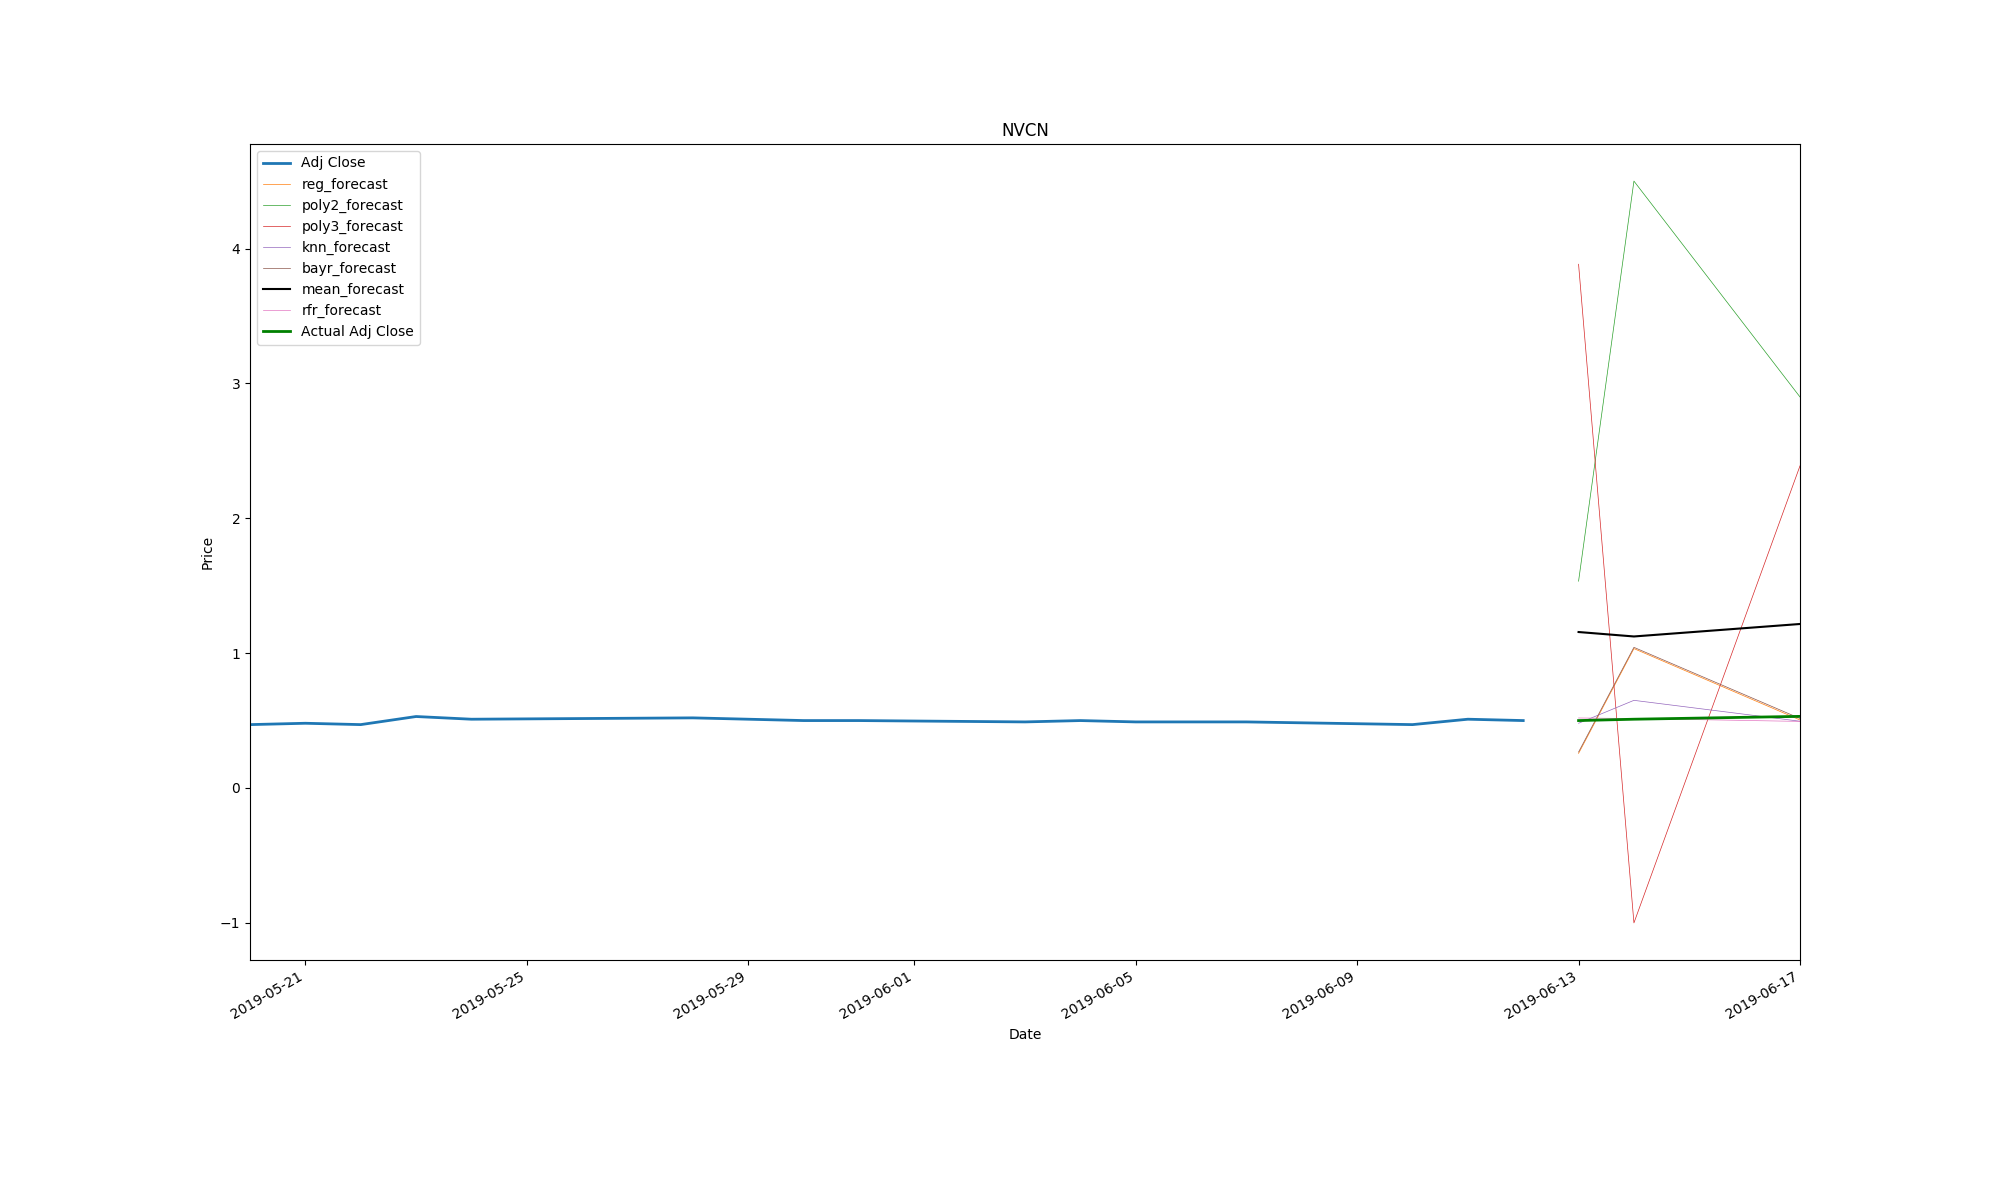 NVCN
Adj Close
reg_forecast
poly2_forecast
poly3_forecast
knn_forecast
bayr_forecast
mean_forecast
rfr_forecast
Actual Adj Close
4
3
2
1
0
−1
Price
2019-05-21
2019-05-25
2019-05-29
2019-06-01
2019-06-05
2019-06-09
2019-06-13
2019-06-17
Date